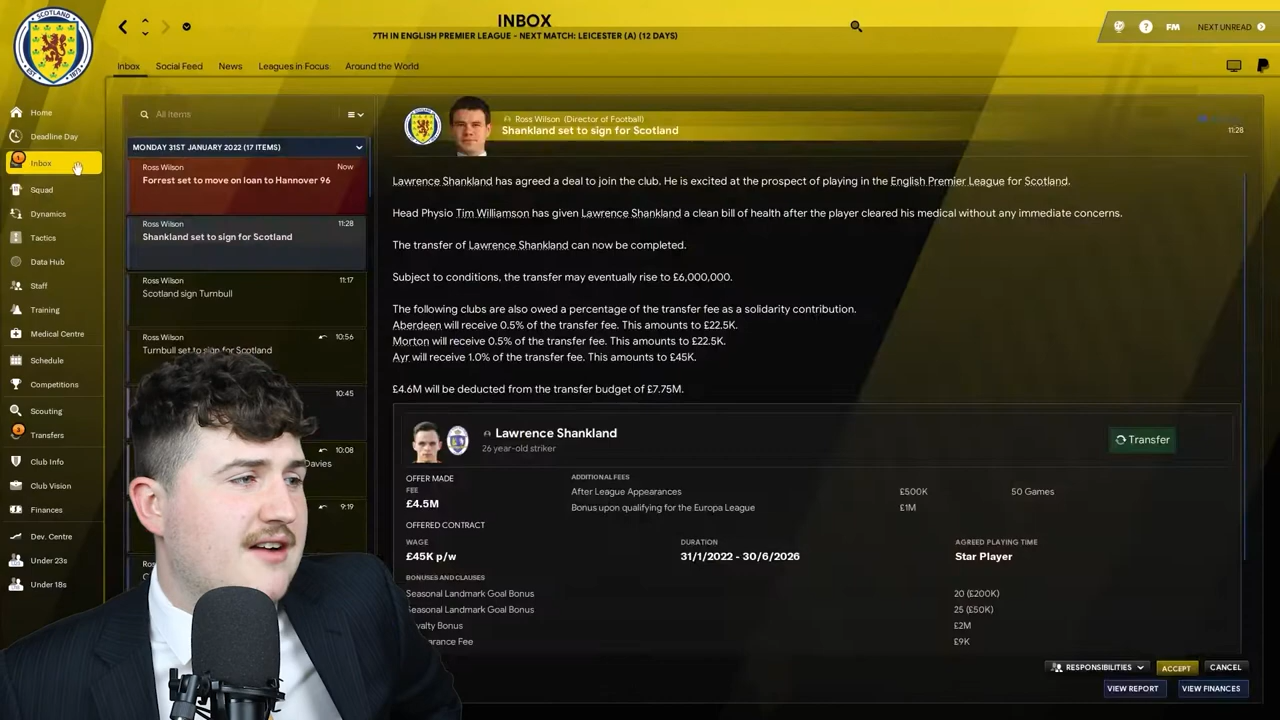 SCOTLAND
INBOX
7TH IN ENGLISH PREMIER LEAGUE - NEXT MATCH: LEICESTER (A) (12 DAYS)
FM
NEXT UNREAD
Inbox
Social Feed
News
Leagues in Focus
Around the World
Home
Deadline Day
1
Inbox
Squad
Dynamics
Tactics
Data Hub
Staff
Training
Medical Centre
Schedule
Competitions
Scouting
3
Transfers
Club Info
Club Vision
Finances
Dev. Centre
Under 23s
Under 18s
All items
MONDAY 31ST JANUARY 2022 (17 ITEMS)
Ross Wilson Now
Forrest set to move on loan to Hannover 96
Ross Wilson 11:28
Shankland set to sign for Scotland
Ross Wilson 11:17
Scotland sign Turnbull
Ross Wilson 10:56
Turnbull set to sign for Scotland
10:45
10:08
Davies
9:19
Ross Wilson (Director of Football)
Shankland set to sign for Scotland
11:28
Lawrence Shankland has agreed a deal to join the club. He is excited at the prospect of playing in the English Premier League for Scotland.
Head Physio Tim Williamson has given Lawrence Shankland a clean bill of health after the player cleared his medical without any immediate concerns.
The transfer of Lawrence Shankland can now be completed.
Subject to conditions, the transfer may eventually rise to £6,000,000.
The following clubs are also owed a percentage of the transfer fee as a solidarity contribution.
Aberdeen will receive 0.5% of the transfer fee. This amounts to £22.5K.
Morton will receive 0.5% of the transfer fee. This amounts to £22.5K.
Ayr will receive 1.0% of the transfer fee. This amounts to £45K.
£4.6M will be deducted from the transfer budget of £7.75M.
Lawrence Shankland
26 year-old striker
Transfer
OFFER MADE
FEE
£4.5M
ADDITIONAL FEES
After League Appearances £500K 50 Games
Bonus upon qualifying for the Europa League £1M
OFFERED CONTRACT
WAGE DURATION AGREED PLAYING TIME
£45K p/w 31/1/2022 - 30/6/2026 Star Player
BONUSES AND CLAUSES
Seasonal Landmark Goal Bonus 20 (£200K)
Seasonal Landmark Goal Bonus 25 (£50K)
yalty Bonus £2M
earance Fee £9K
RESPONSIBILITIES
ACCEPT
CANCEL
VIEW REPORT
VIEW FINANCES